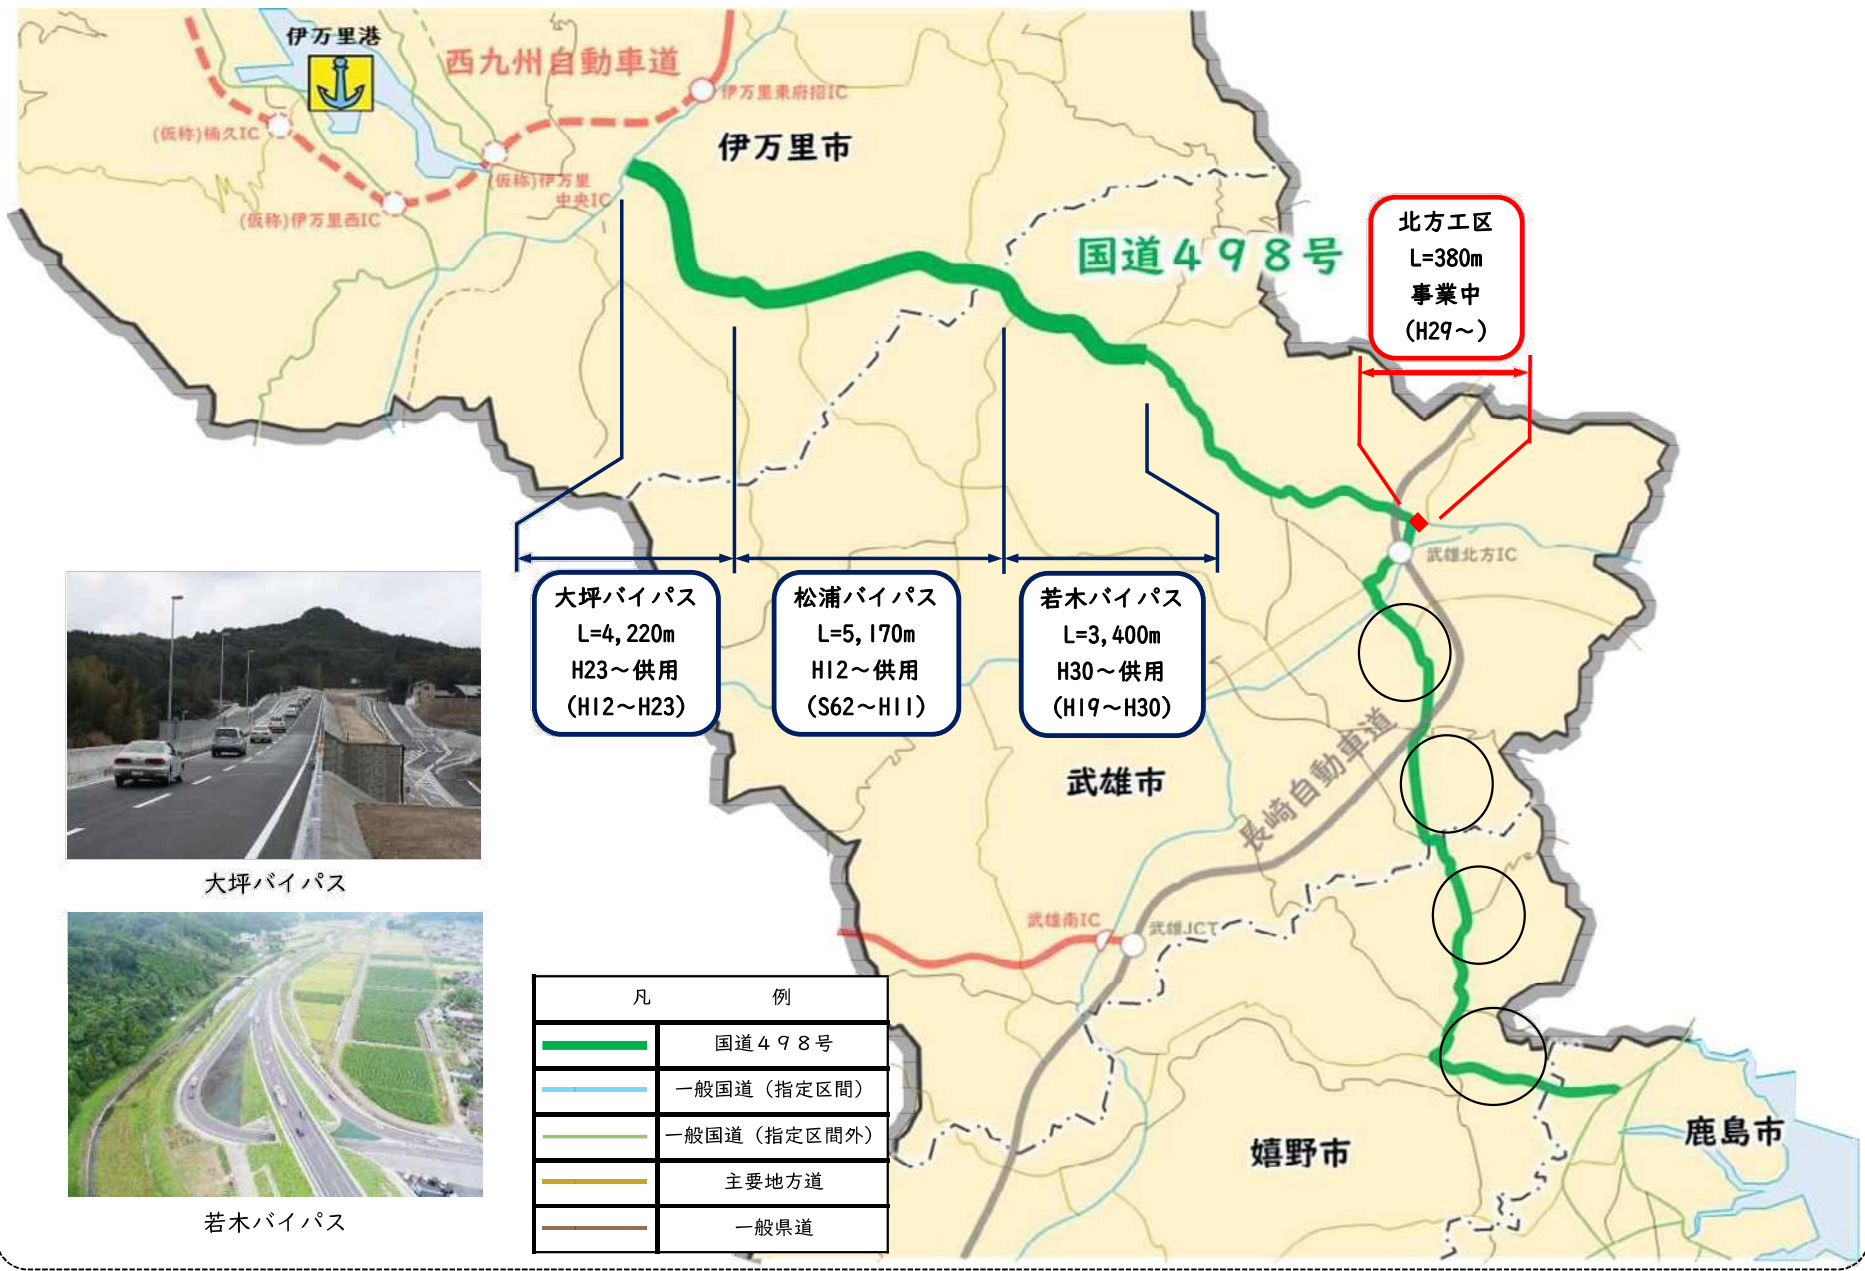 伊万里港
西九州自動車道
伊万里東府招IC
(仮称)楠久IC
伊万里市
(仮称)伊万里
中央IC
(仮称)伊万里西IC
国道498号
北方工区
L=380m
事業中
(H29～)
武雄北方IC
大坪バイパス
L=4,220m
H23～供用
(H12～H23)
松浦バイパス
L=5,170m
H12～供用
(S62～H11)
若木バイパス
L=3,400m
H30～供用
(H19～H30)
武雄市
長崎自動車道
大坪バイパス
武雄南IC
武雄JCT
凡例
国道498号
一般国道（指定区間）
一般国道（指定区間外）
主要地方道
一般県道
嬉野市
鹿島市
若木バイパス